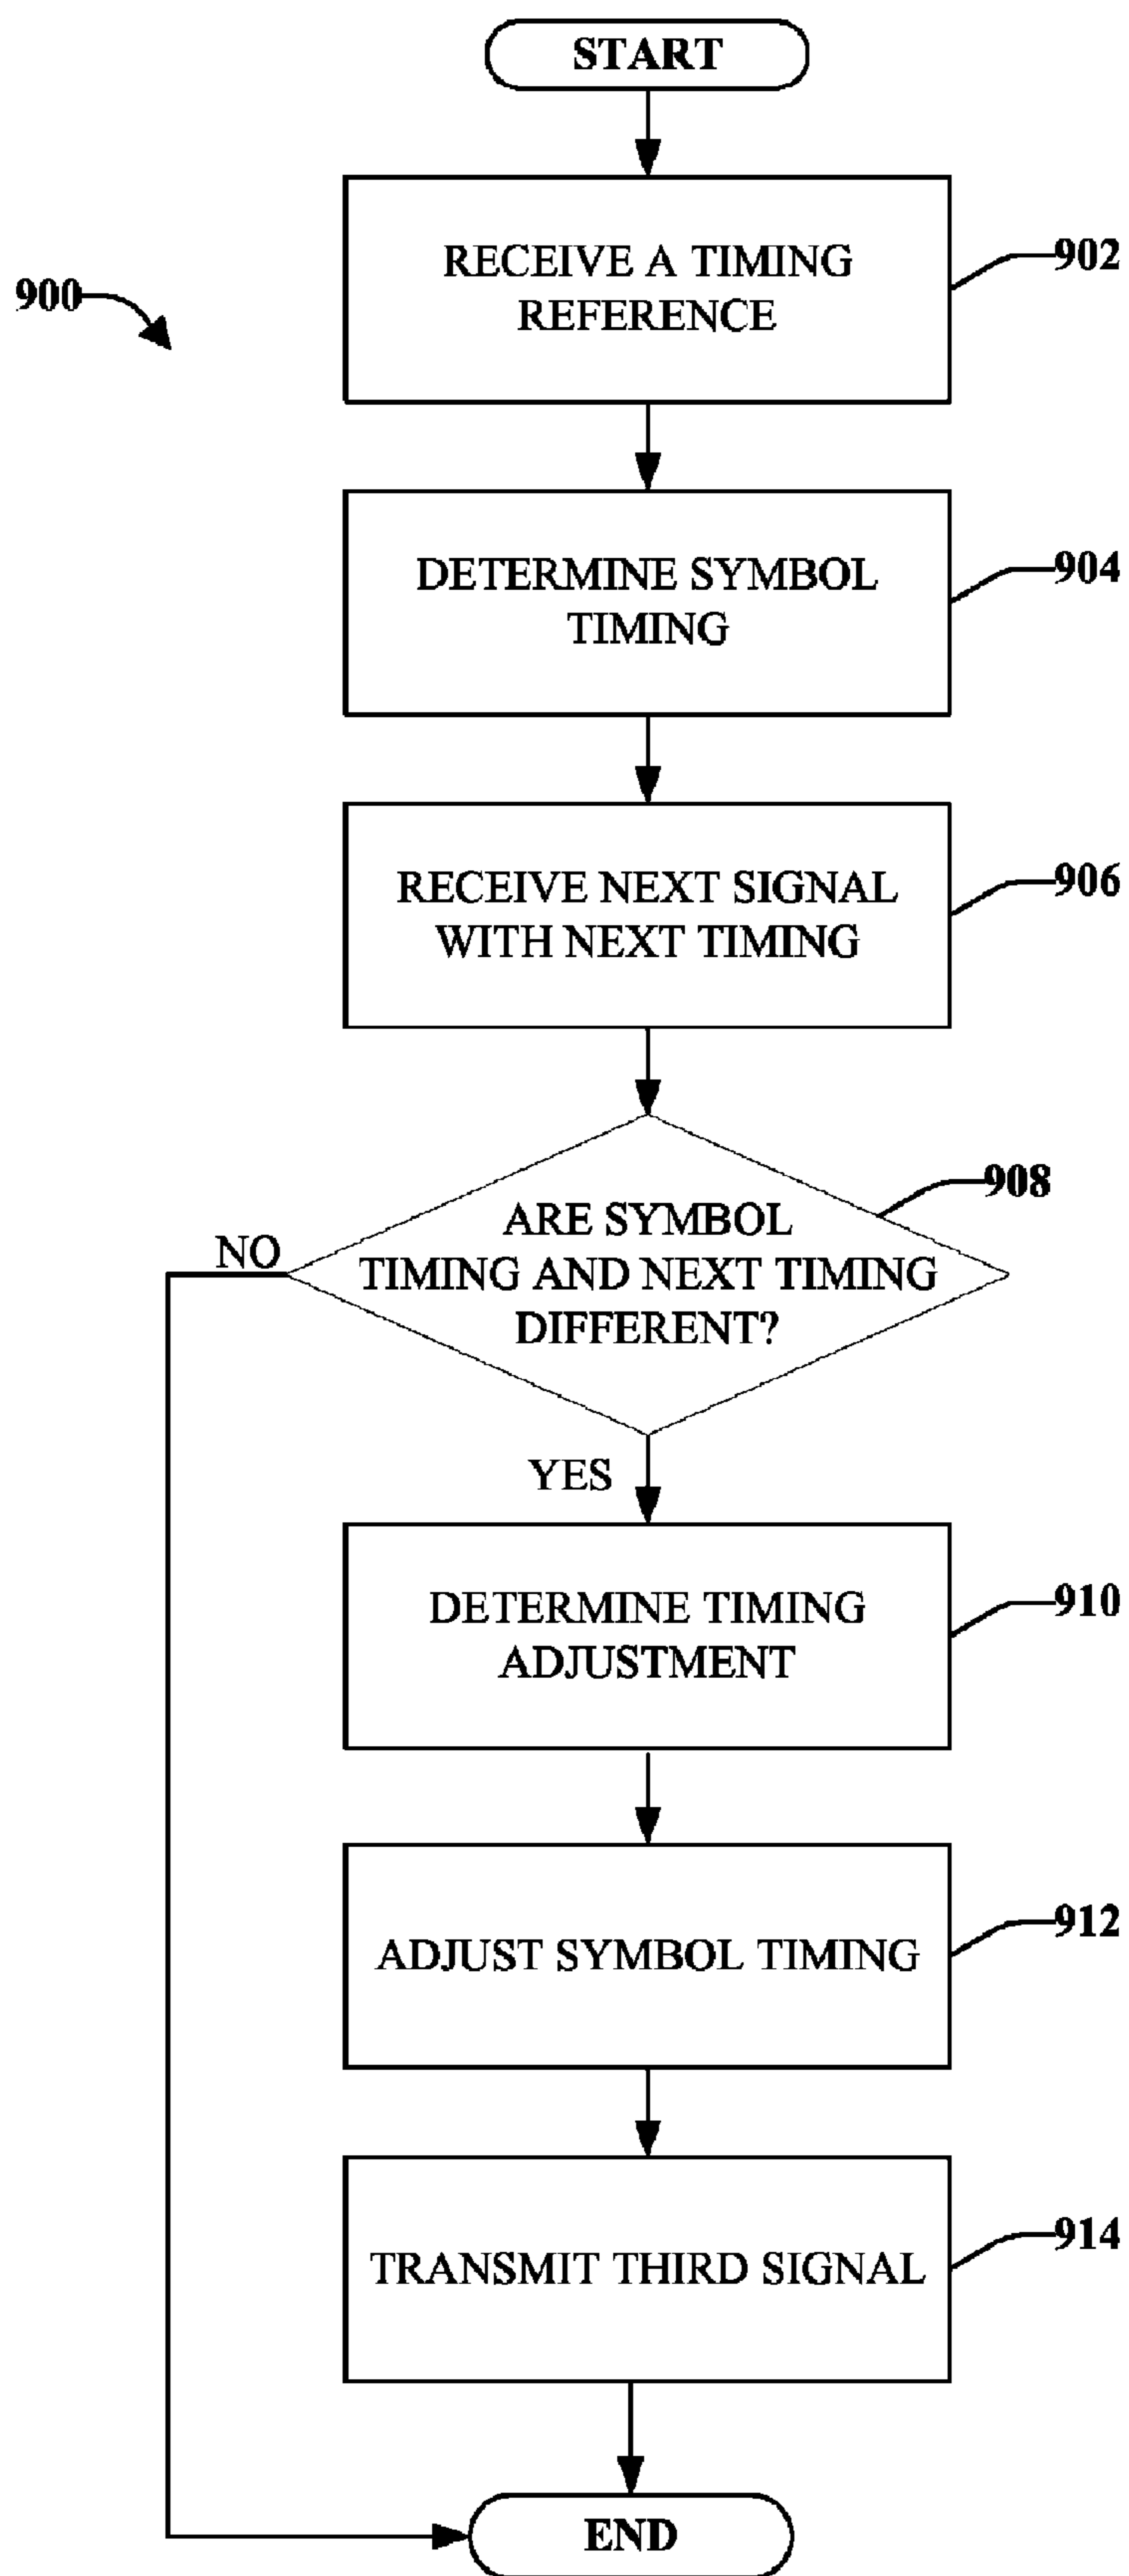 START
RECEIVE A TIMING
REFERENCE
902
900
DETERMINE SYMBOL
TIMING
904
RECEIVE NEXT SIGNAL
WITH NEXT TIMING
906
ARE SYMBOL
TIMING AND NEXT TIMING
DIFFERENT?
908
NO
YES
DETERMINE TIMING
ADJUSTMENT
910
ADJUST SYMBOL TIMING
912
TRANSMIT THIRD SIGNAL
914
END